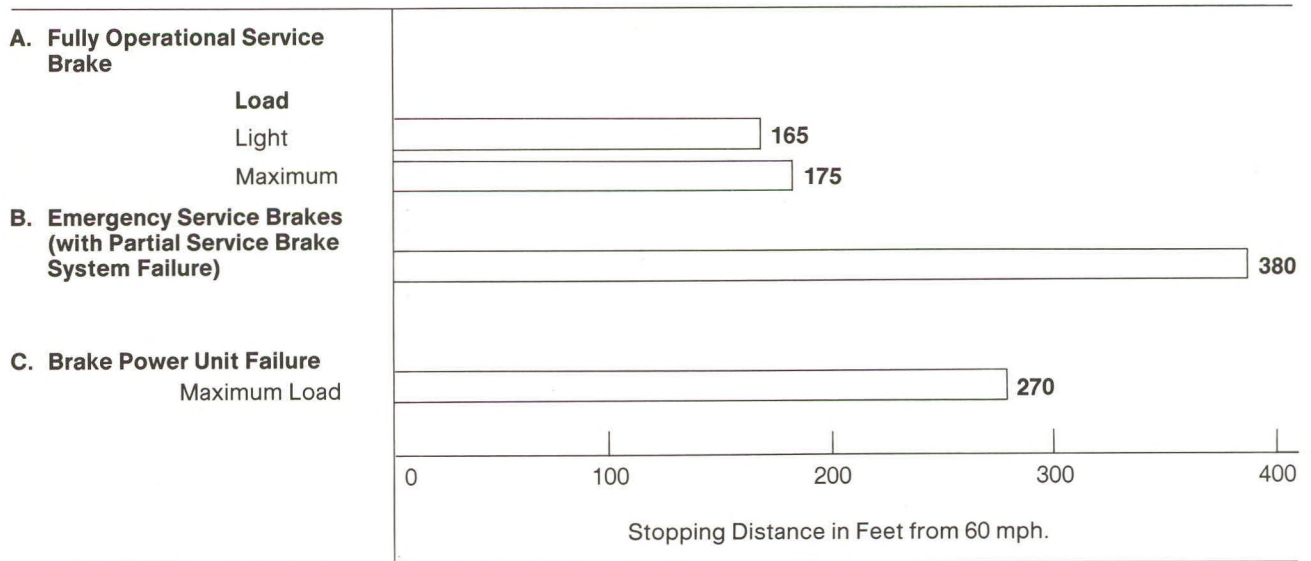 A. Fully Operational Service
Brake
Load
Light
165
Maximum
175
B. Emergency Service Brakes
(with Partial Service Brake
System Failure)
380
C. Brake Power Unit Failure
Maximum Load
270
0 100 200 300 400
Stopping Distance in Feet from 60 mph.